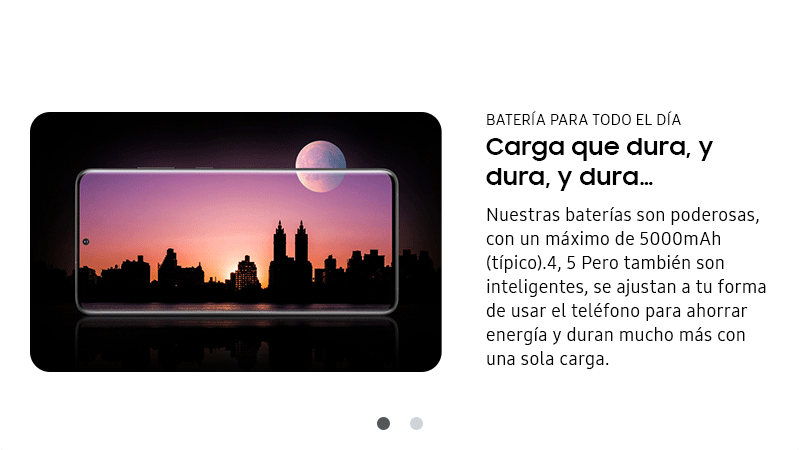 BATERÍA PARA TODO EL DÍA
Carga que dura, y
dura, y dura...
Nuestras baterías son poderosas,
con un máximo de 5000mAh
(típico).4, 5 Pero también son
inteligentes, se ajustan a tu forma
de usar el teléfono para ahorrar
energía y duran mucho más con
una sola carga.